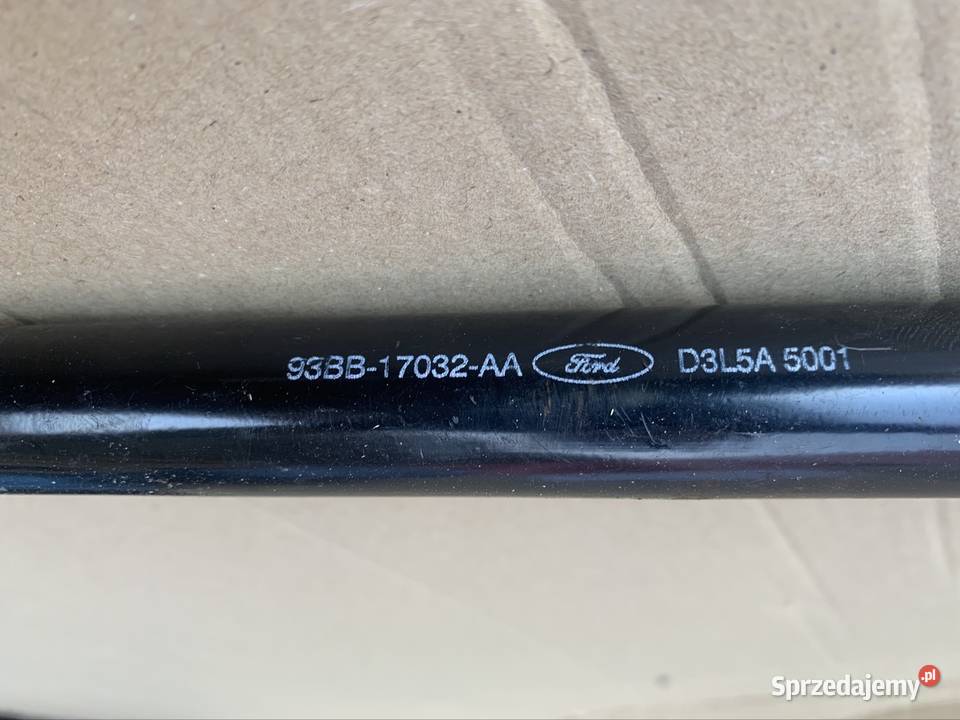 93BB-17032-AA Ford D3L5A 5001
Sprzedajemy.pl